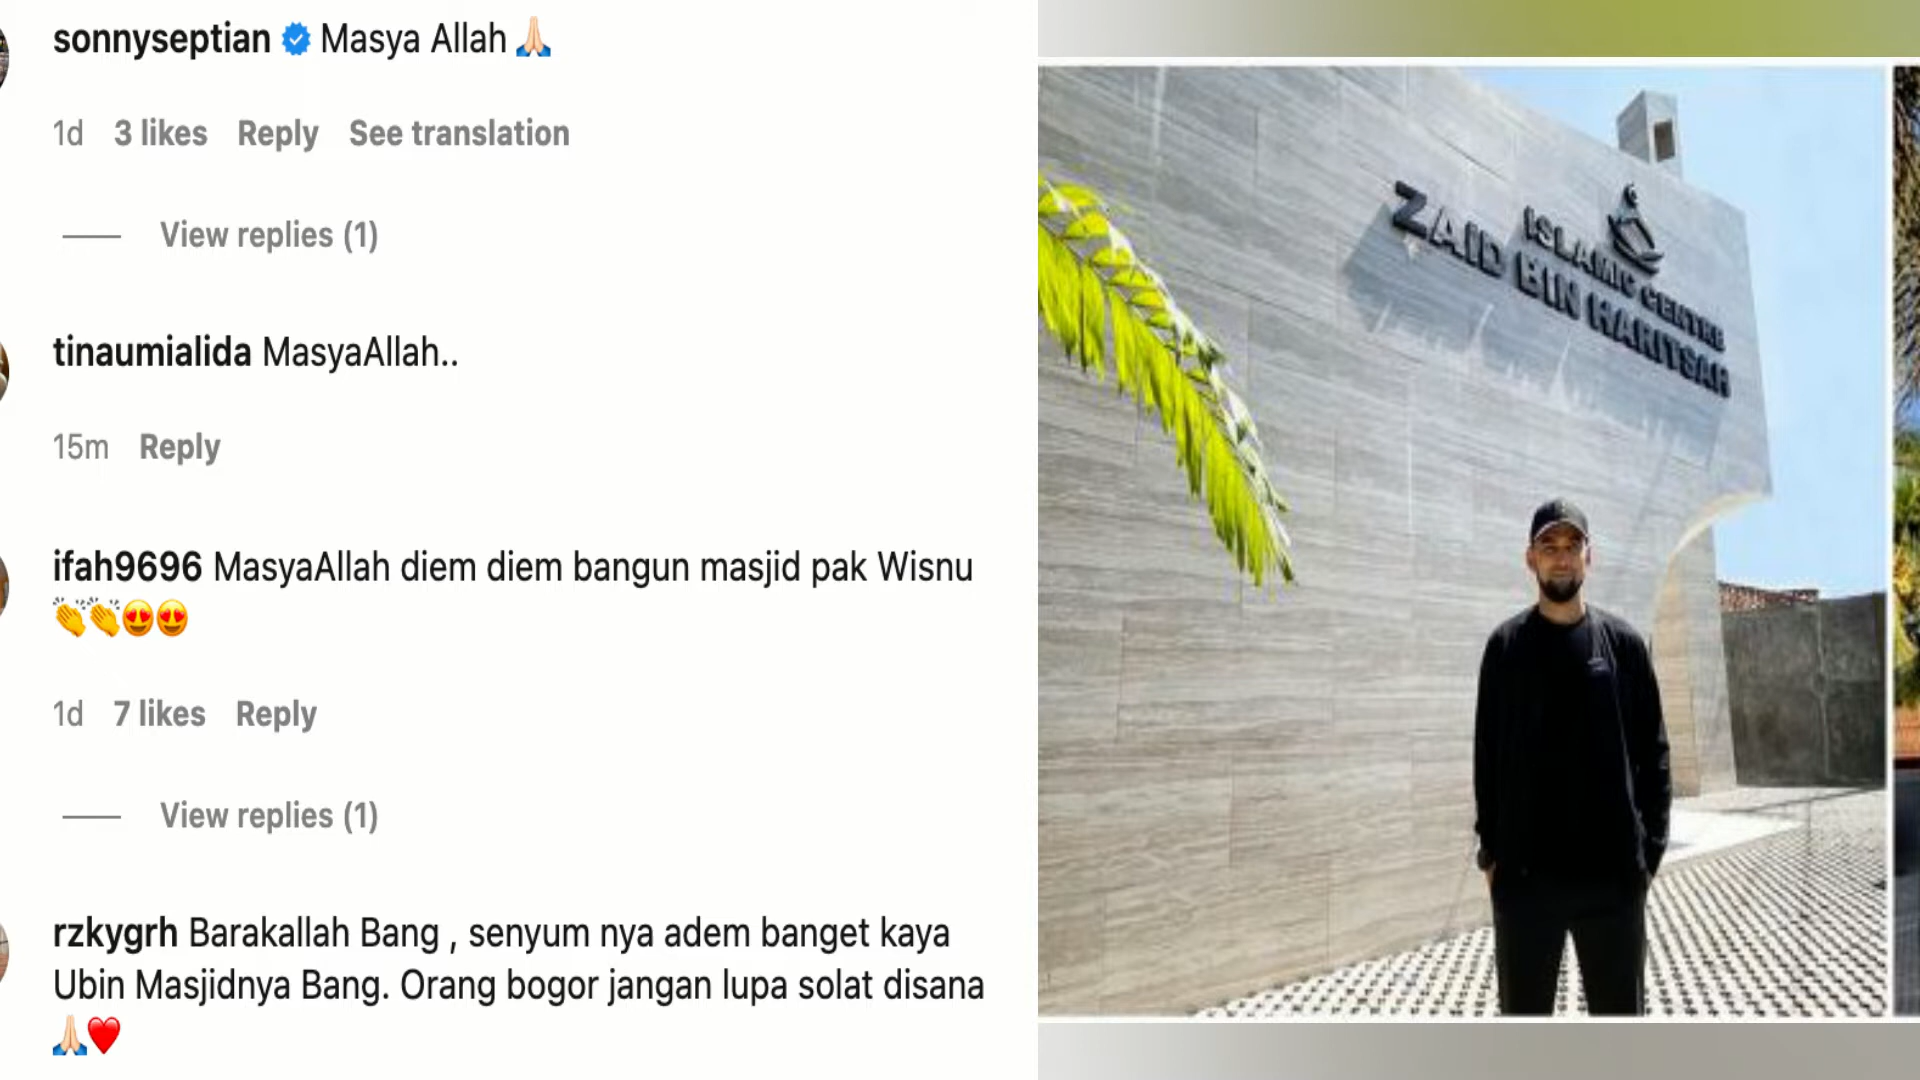 sonnyseptian Masya Allah 🙏🏻
1d 3 likes Reply See translation
View replies (1)
tinaumialida MasyaAllah..
15m Reply
ifah9696 MasyaAllah diem diem bangun masjid pak Wisnu
👏👏😍😍
1d 7 likes Reply
View replies (1)
rzkygrh Barakallah Bang , senyum nya adem banget kaya
Ubin Masjidnya Bang. Orang bogor jangan lupa solat disana
🙏🏻❤️
ISLAMIC CENTRE
ZAID BIN HARITSAH